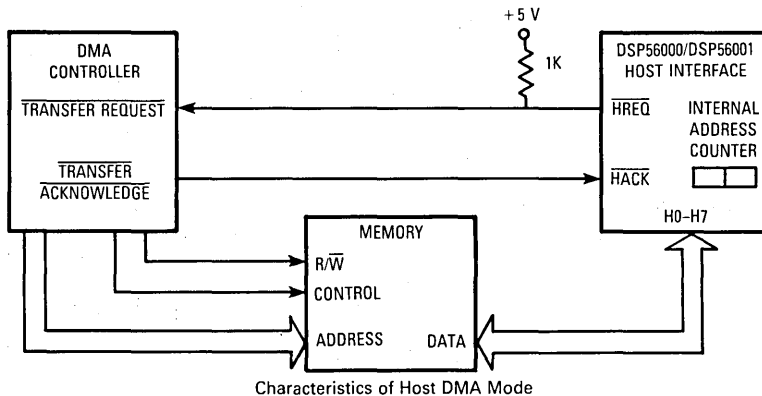 +5 V
DMA
CONTROLLER
TRANSFER REQUEST
TRANSFER
ACKNOWLEDGE
1K
DSP56000/DSP56001
HOST INTERFACE
HREQ
INTERNAL
ADDRESS
COUNTER
HACK
H0–H7
MEMORY
R/W
CONTROL
ADDRESS
DATA
Characteristics of Host DMA Mode